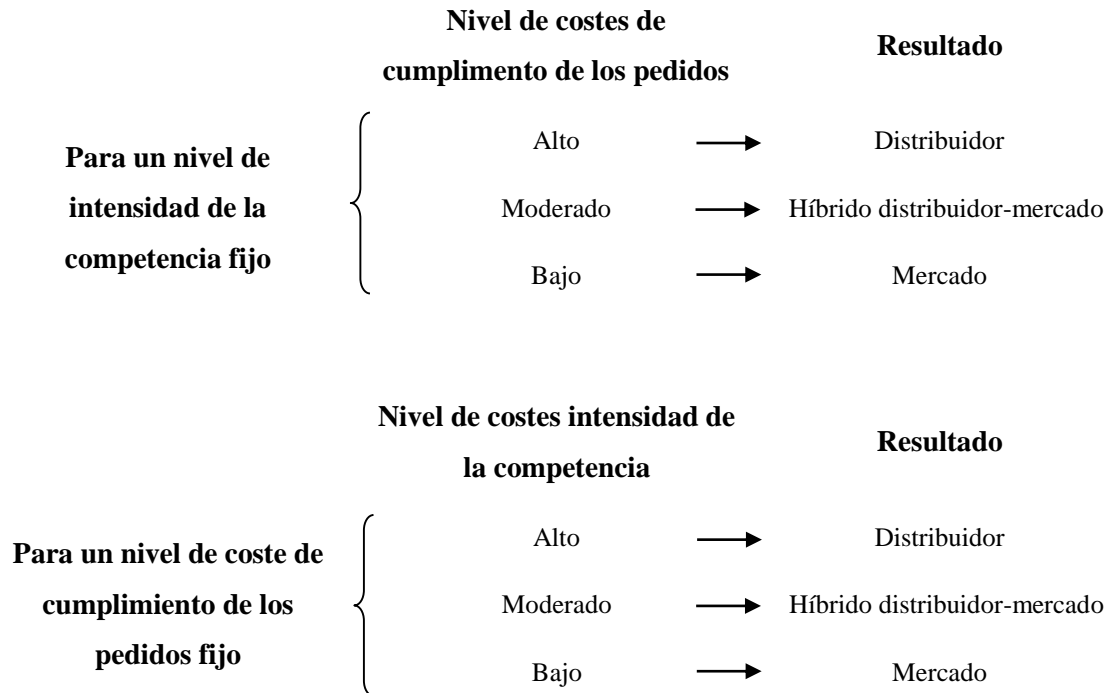 Nivel de costes de
cumplimento de los pedidos
Resultado
Para un nivel de
intensidad de la
competencia fijo
Alto
Distribuidor
Moderado
Híbrido distribuidor-mercado
Bajo
Mercado
Nivel de costes intensidad de
la competencia
Resultado
Para un nivel de coste de
cumplimiento de los
pedidos fijo
Alto
Distribuidor
Moderado
Híbrido distribuidor-mercado
Bajo
Mercado